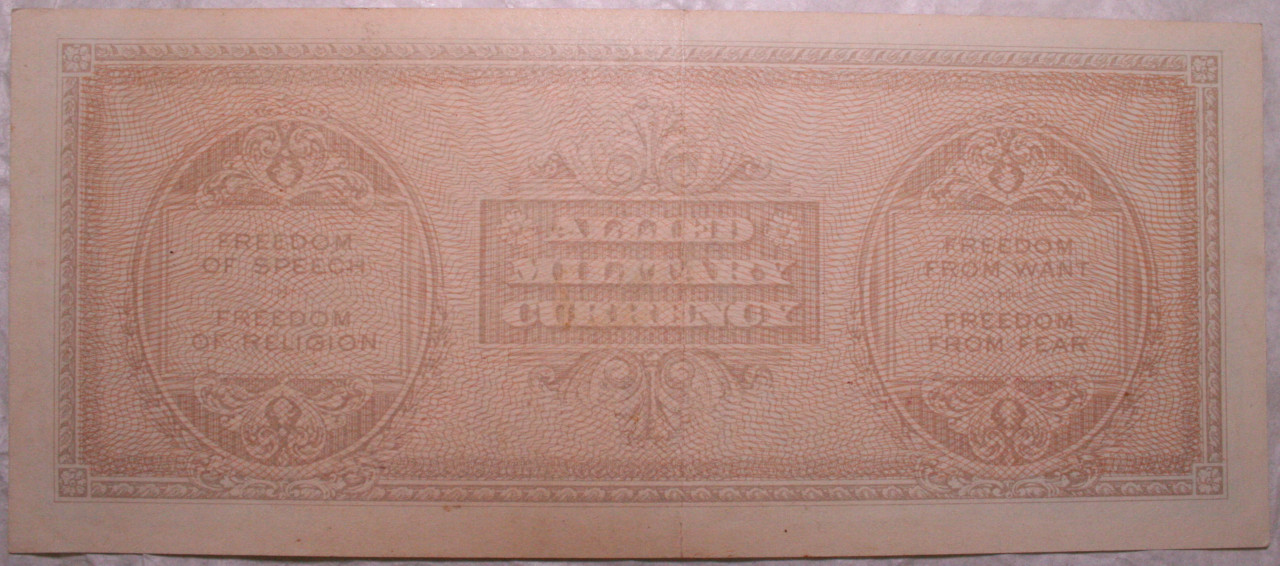 FREEDOM
OF SPEECH
FREEDOM
OF RELIGION
ALLIED
MILITARY
CURRENCY
FREEDOM
FROM WANT
FREEDOM
FROM FEAR